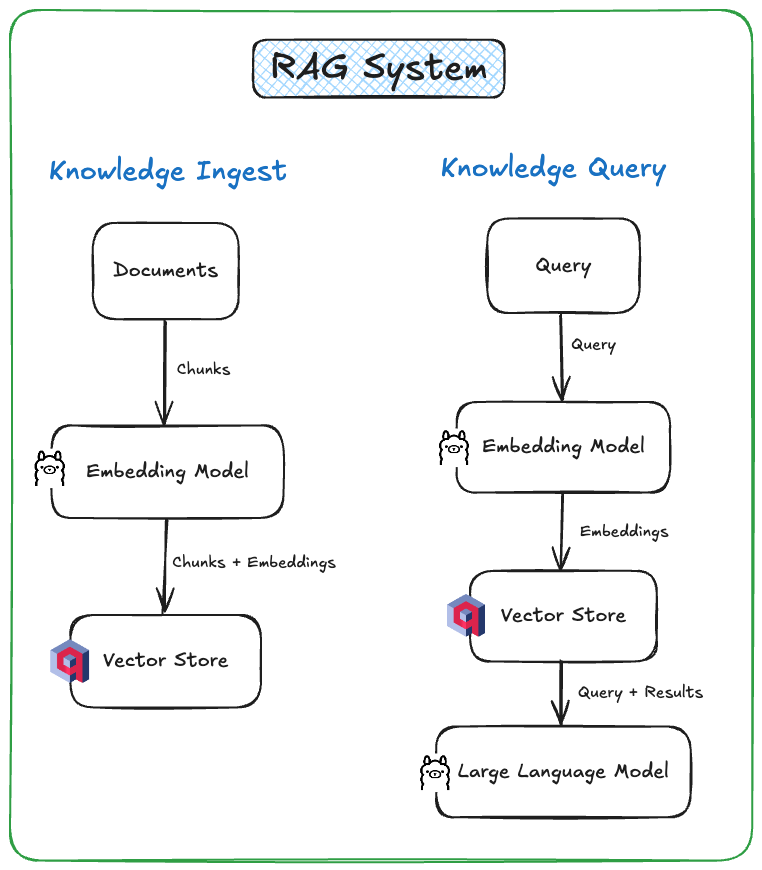 RAG System
Knowledge Ingest
Documents
Chunks
Embedding Model
Chunks + Embeddings
Vector Store
Knowledge Query
Query
Query
Embedding Model
Embeddings
Vector Store
Query + Results
Large Language Model